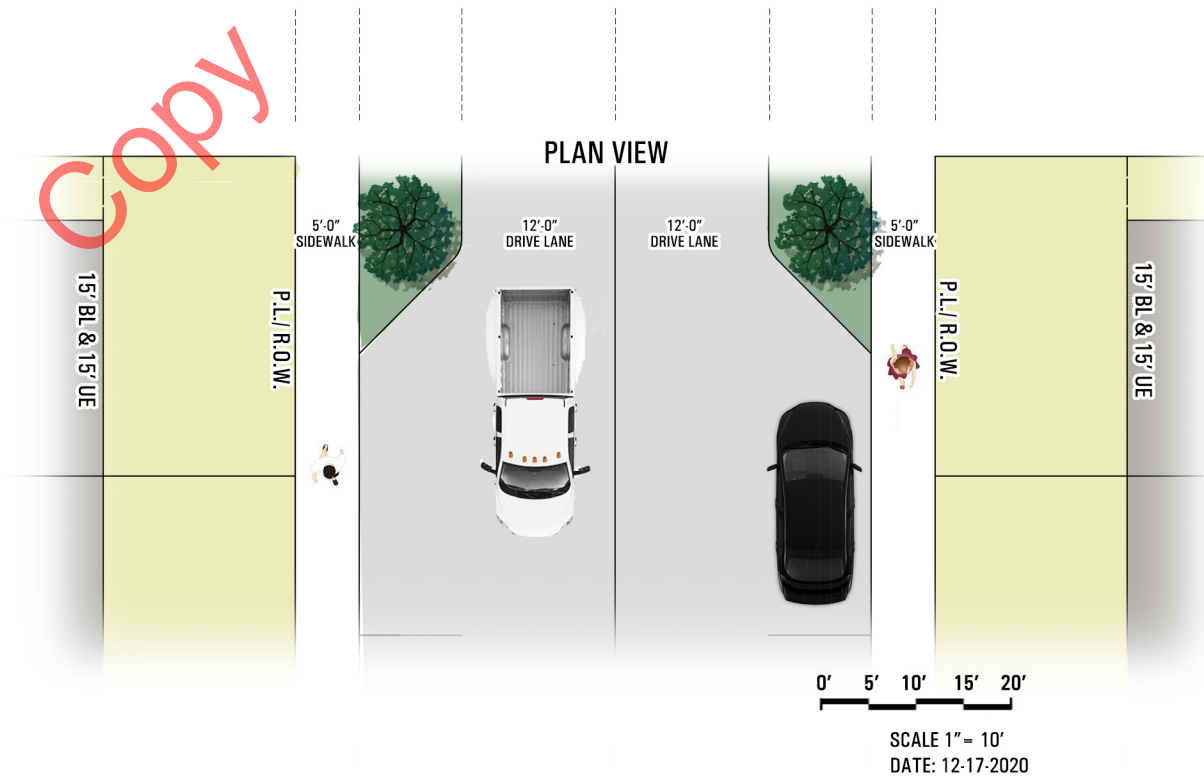 Copy
PLAN VIEW
5'-0"
SIDEWALK
12'-0"
DRIVE LANE
12'-0"
DRIVE LANE
5'-0"
SIDEWALK
15' BL & 15' UE
P.L./ R.O.W.
P.L./ R.O.W.
15' BL & 15' UE
0' 5' 10' 15' 20'
SCALE 1"= 10'
DATE: 12-17-2020